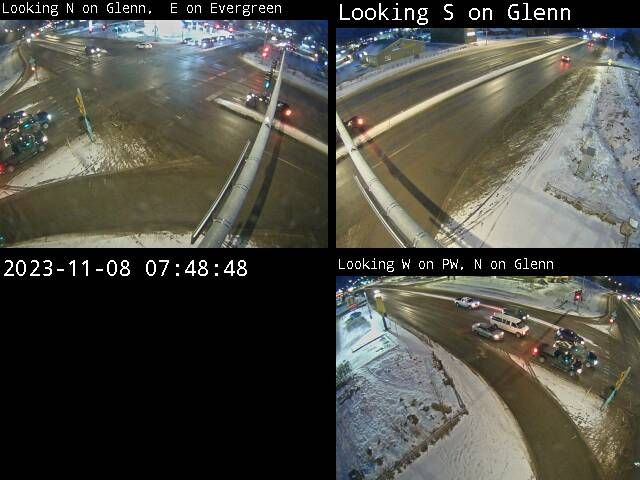 Looking N on Glenn,  E on Evergreen
Looking S on Glenn
2023-11-08 07:48:48
Looking W on PW, N on Glenn